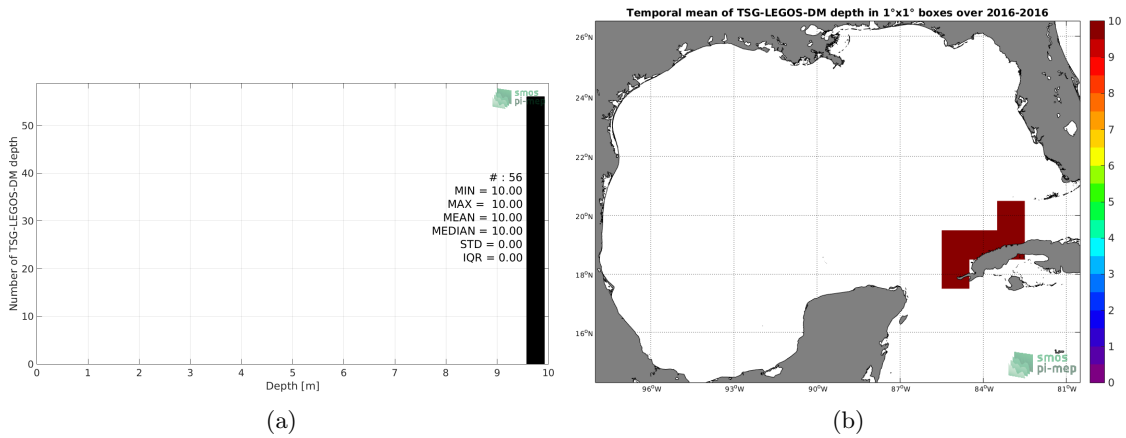 60
50
40
30
20
10
0
Number of TSG-LEGOS-DM depth
smos
pi-mep
# : 56
MIN = 10.00
MAX = 10.00
MEAN = 10.00
MEDIAN = 10.00
STD = 0.00
IQR = 0.00
0 1 2 3 4 5 6 7 8 9 10
Depth [m]
(a)
Temporal mean of TSG-LEGOS-DM depth in 1°x1° boxes over 2016-2016
26°N
24°N
22°N
20°N
18°N
16°N
96°W 93°W 90°W 87°W 84°W 81°W
smos
pi-mep
10
9
8
7
6
5
4
3
2
1
0
(b)